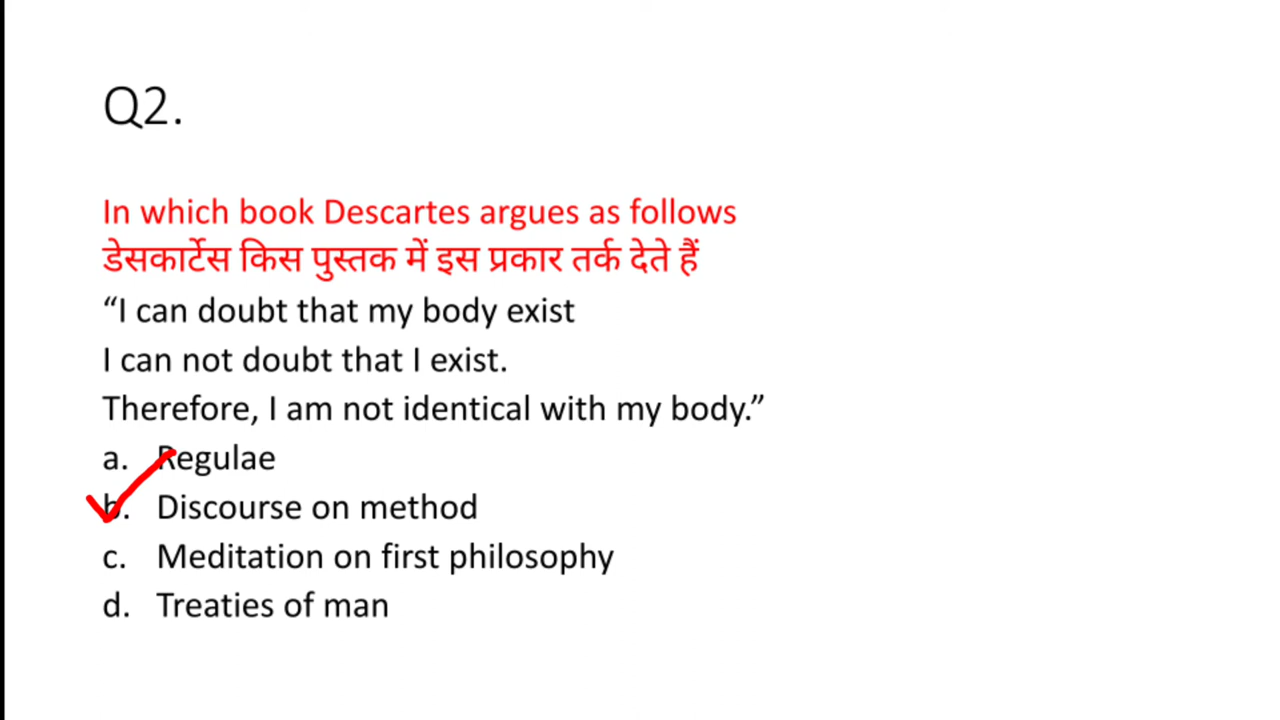 Q2.
In which book Descartes argues as follows
डेसकार्टेस किस पुस्तक में इस प्रकार तर्क देते हैं
“I can doubt that my body exist
I can not doubt that I exist.
Therefore, I am not identical with my body.”
a. Regulae
b. Discourse on method
c. Meditation on first philosophy
d. Treaties of man